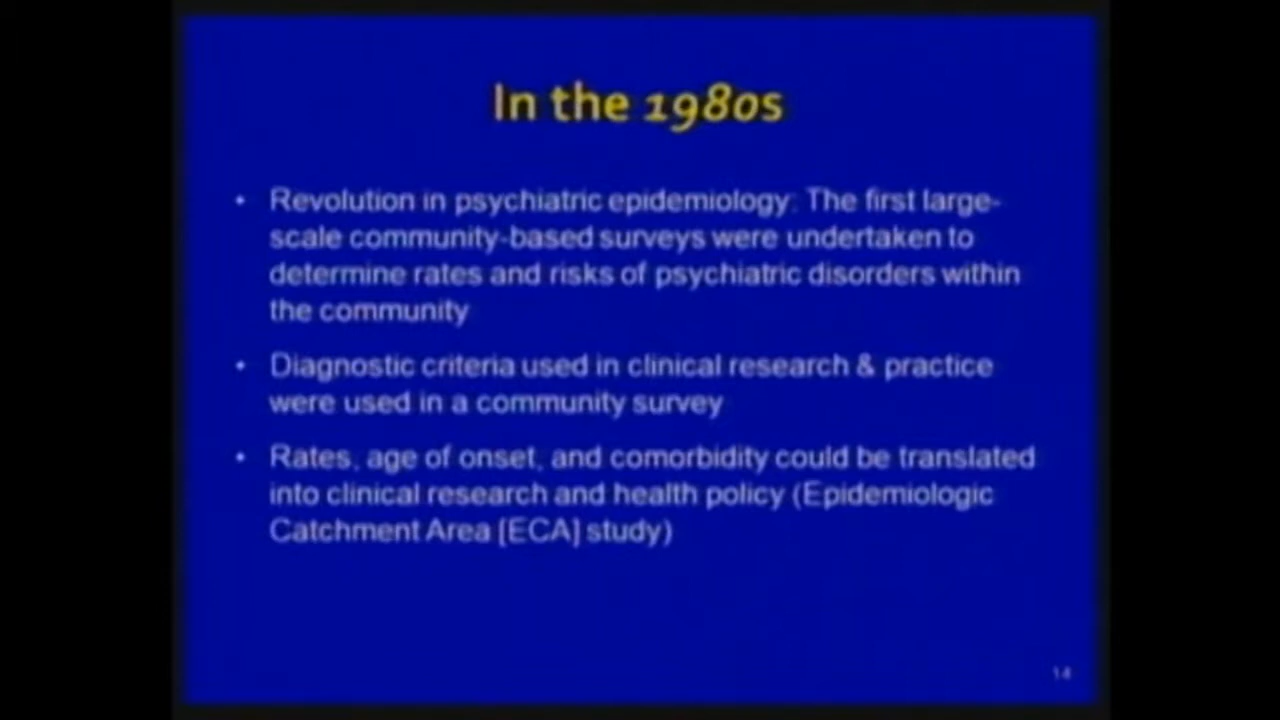 In the 1980s
• Revolution in psychiatric epidemiology: The first large-
scale community-based surveys were undertaken to
determine rates and risks of psychiatric disorders within
the community
• Diagnostic criteria used in clinical research & practice
were used in a community survey
• Rates, age of onset, and comorbidity could be translated
into clinical research and health policy (Epidemiologic
Catchment Area [ECA] study)
14